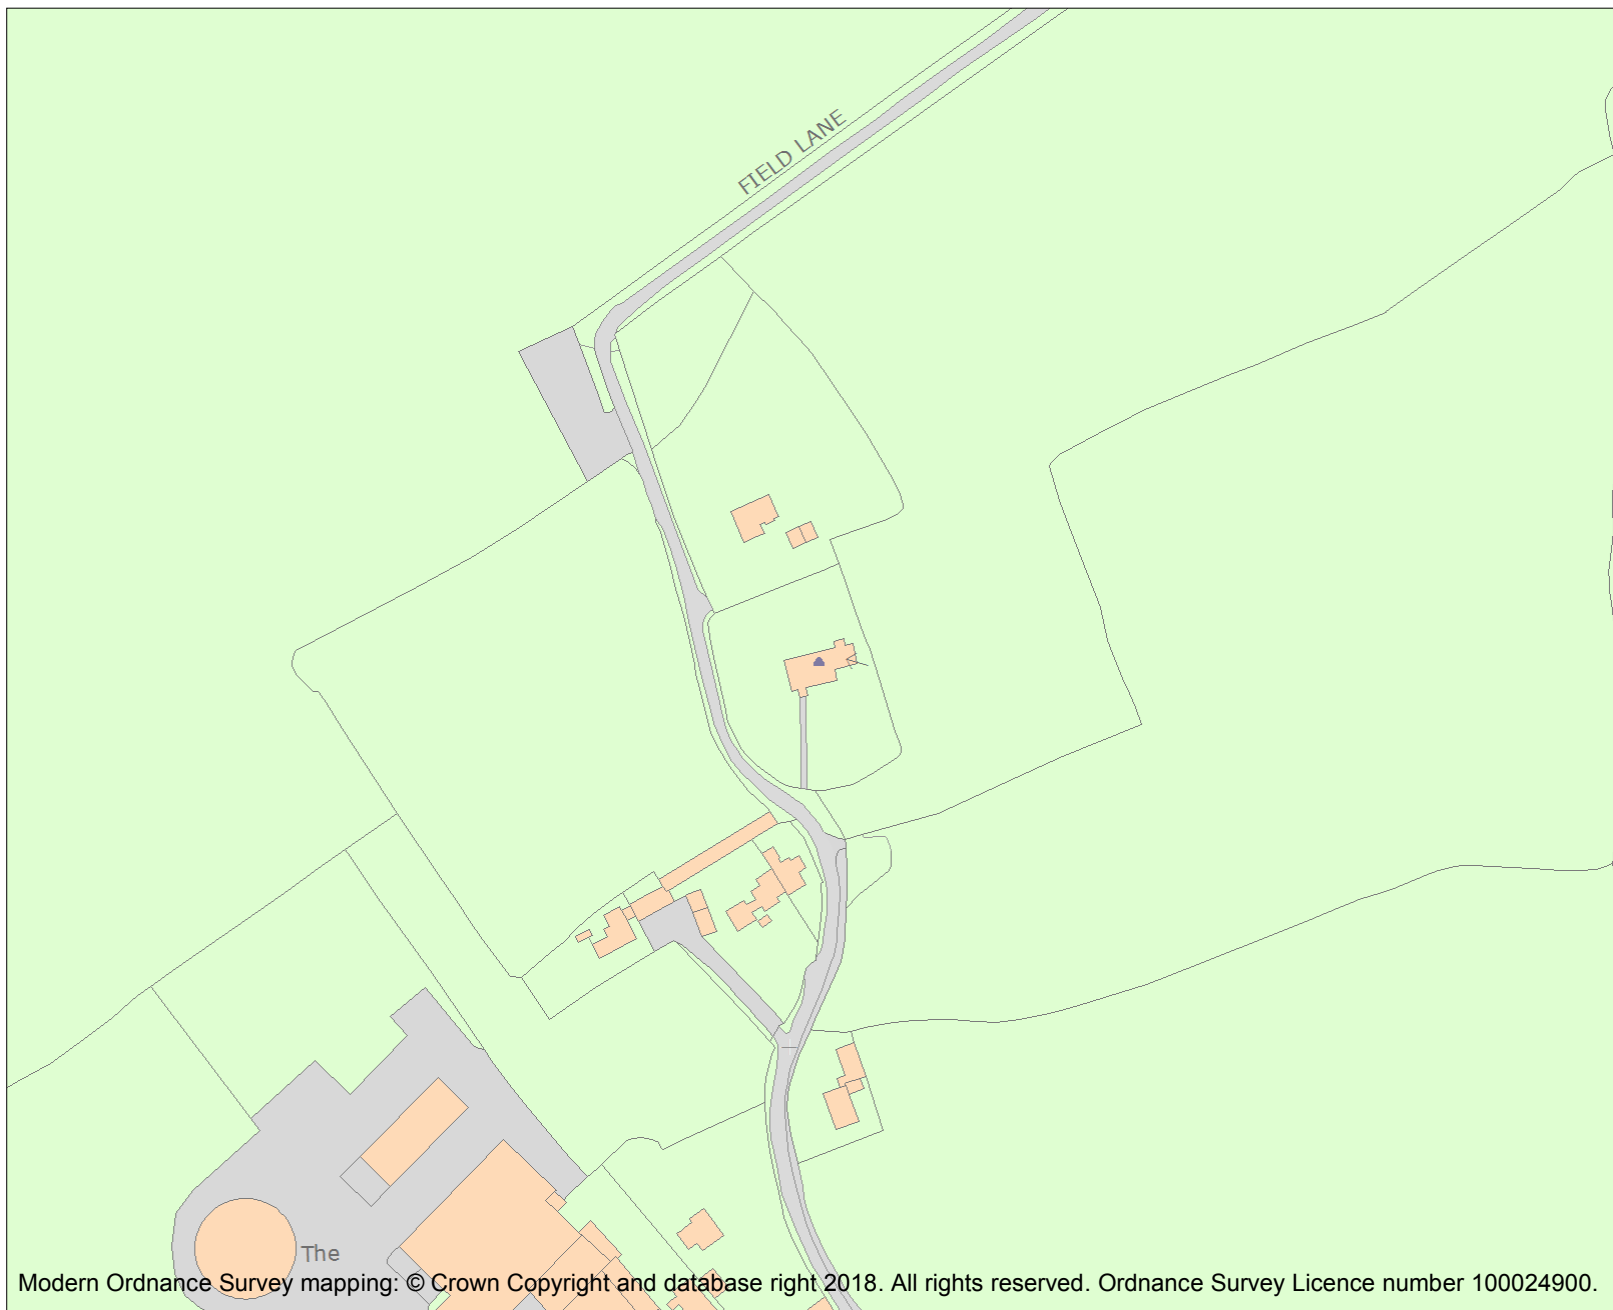 FIELD LANE
The
Modern Ordnance Survey mapping: © Crown Copyright and database right 2018. All rights reserved. Ordnance Survey Licence number 100024900.